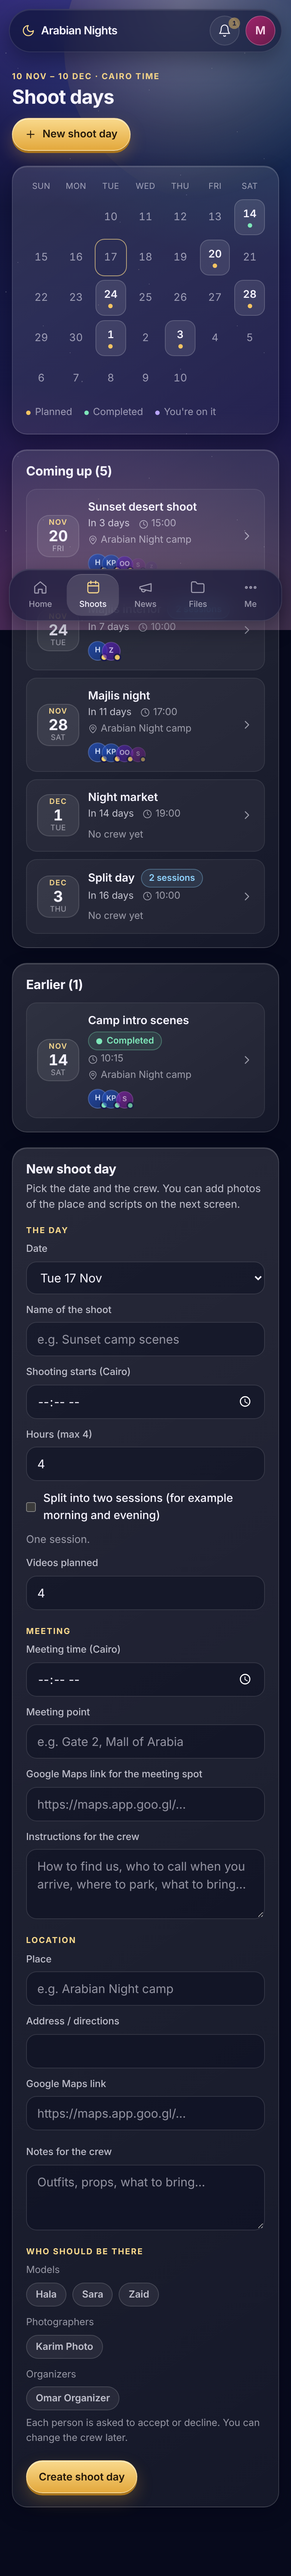 Arabian Nights
1
M
10 NOV – 10 DEC · CAIRO TIME
Shoot days
+ New shoot day
SUN MON TUE WED THU FRI SAT
10 11 12 13 14
15 16 17 18 19 20 21
22 23 24 25 26 27 28
29 30 1 2 3 4 5
6 7 8 9 10
Planned Completed You're on it
Coming up (5)
NOV
20
FRI
Sunset desert shoot
In 3 days 15:00
Arabian Night camp
H KP OO S
Home Shoots News Files Me
NOV
24
TUE
In 7 days 10:00
H Z
NOV
28
SAT
Majlis night
In 11 days 17:00
Arabian Night camp
H KP OO S
DEC
1
TUE
Night market
In 14 days 19:00
No crew yet
DEC
3
THU
Split day 2 sessions
In 16 days 10:00
No crew yet
Earlier (1)
NOV
14
SAT
Camp intro scenes
Completed
10:15
Arabian Night camp
H KP S
New shoot day
Pick the date and the crew. You can add photos
of the place and scripts on the next screen.
THE DAY
Date
Tue 17 Nov
Name of the shoot
e.g. Sunset camp scenes
Shooting starts (Cairo)
--:-- --
Hours (max 4)
4
Split into two sessions (for example
morning and evening)
One session.
Videos planned
4
MEETING
Meeting time (Cairo)
--:-- --
Meeting point
e.g. Gate 2, Mall of Arabia
Google Maps link for the meeting spot
https://maps.app.goo.gl/...
Instructions for the crew
How to find us, who to call when you
arrive, where to park, what to bring...
LOCATION
Place
e.g. Arabian Night camp
Address / directions
Google Maps link
https://maps.app.goo.gl/...
Notes for the crew
Outfits, props, what to bring...
WHO SHOULD BE THERE
Models
Hala Sara Zaid
Photographers
Karim Photo
Organizers
Omar Organizer
Each person is asked to accept or decline. You can
change the crew later.
Create shoot day